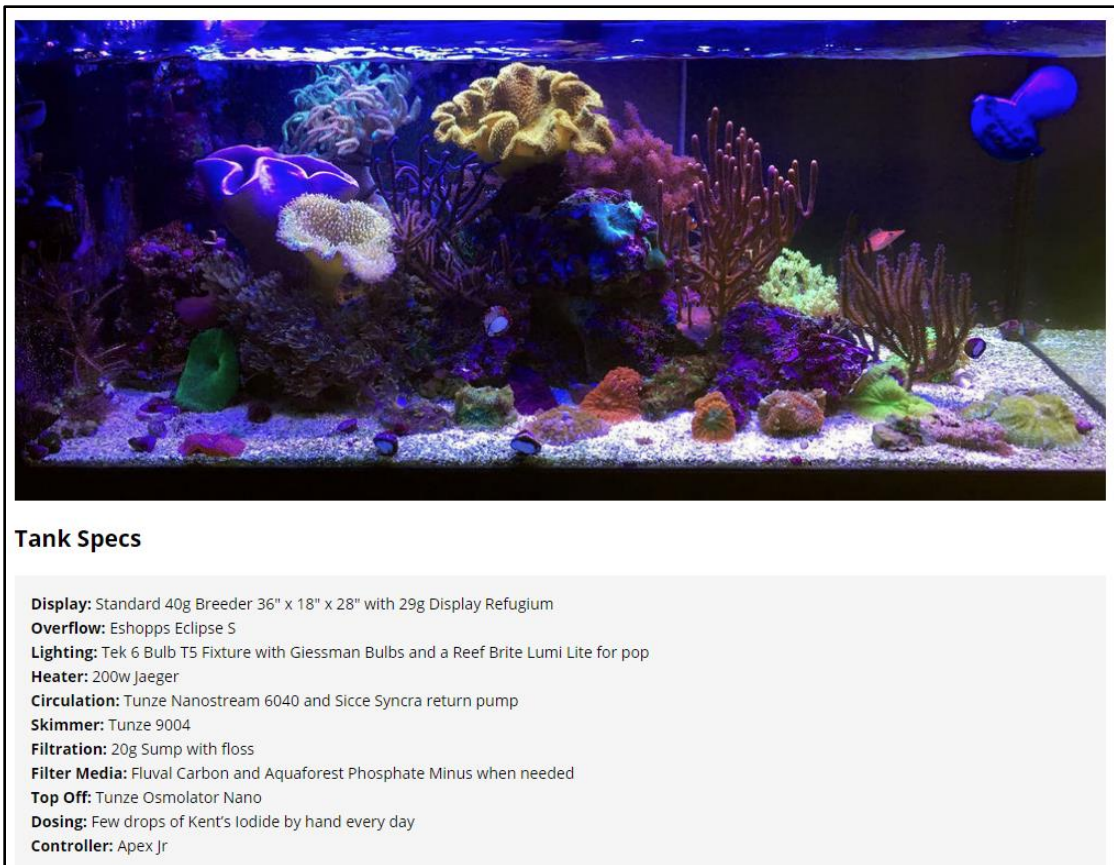 Tank Specs
Display: Standard 40g Breeder 36" x 18" x 28" with 29g Display Refugium
Overflow: Eshopps Eclipse S
Lighting: Tek 6 Bulb T5 Fixture with Giessman Bulbs and a Reef Brite Lumi Lite for pop
Heater: 200w Jaeger
Circulation: Tunze Nanostream 6040 and Sicce Syncra return pump
Skimmer: Tunze 9004
Filtration: 20g Sump with floss
Filter Media: Fluval Carbon and Aquaforest Phosphate Minus when needed
Top Off: Tunze Osmolator Nano
Dosing: Few drops of Kent’s Iodide by hand every day
Controller: Apex Jr